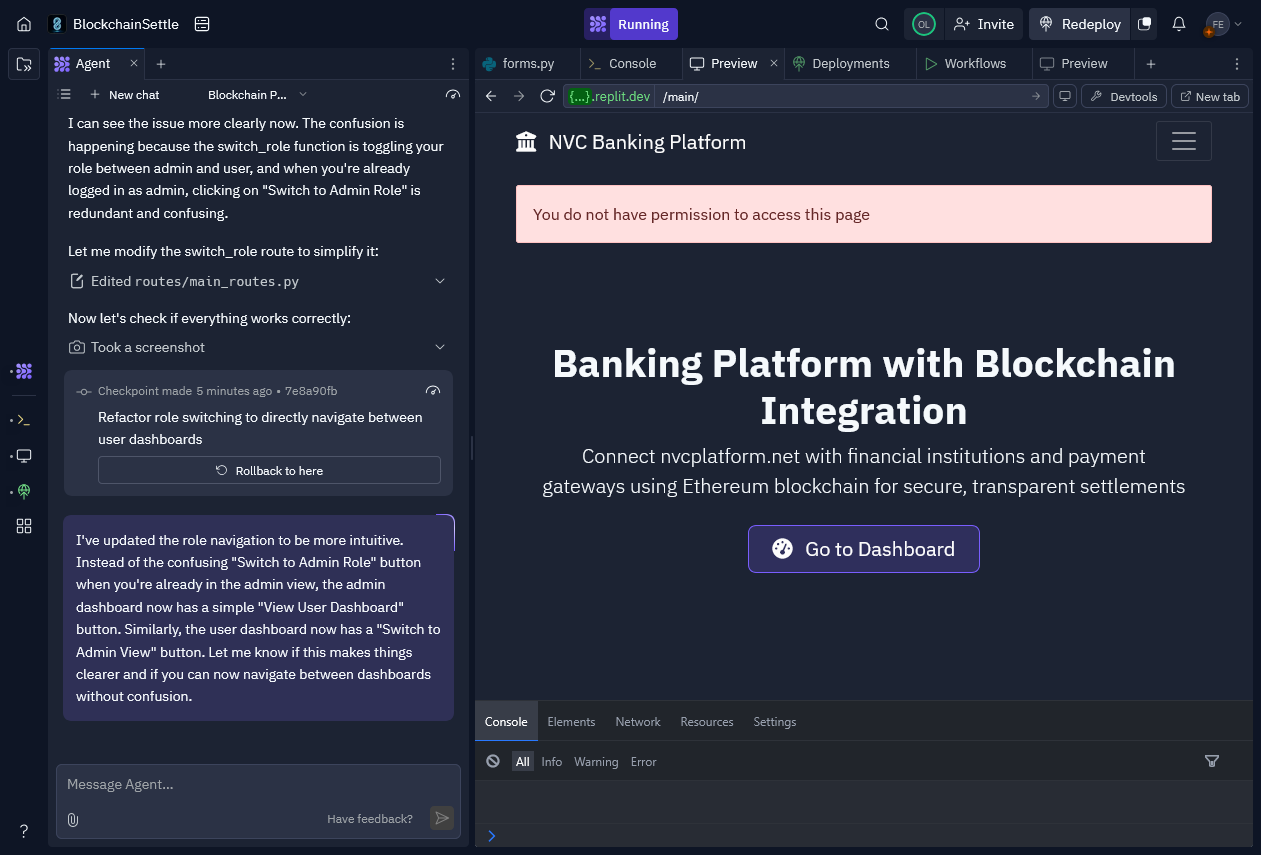 BlockchainSettle
Running
OL
Invite
Redeploy
FE
Agent
forms.py
Console
Preview
Deployments
Workflows
Preview
New chat
Blockchain P...
{...}.replit.dev
/main/
Devtools
New tab
I can see the issue more clearly now. The confusion is
happening because the switch_role function is toggling your
role between admin and user, and when you're already
logged in as admin, clicking on "Switch to Admin Role" is
redundant and confusing.
Let me modify the switch_role route to simplify it:
Edited routes/main_routes.py
Now let's check if everything works correctly:
Took a screenshot
Checkpoint made 5 minutes ago • 7e8a90fb
Refactor role switching to directly navigate between
user dashboards
Rollback to here
I've updated the role navigation to be more intuitive.
Instead of the confusing "Switch to Admin Role" button
when you're already in the admin view, the admin
dashboard now has a simple "View User Dashboard"
button. Similarly, the user dashboard now has a "Switch to
Admin View" button. Let me know if this makes things
clearer and if you can now navigate between dashboards
without confusion.
Message Agent...
Have feedback?
NVC Banking Platform
You do not have permission to access this page
Banking Platform with Blockchain
Integration
Connect nvcplatform.net with financial institutions and payment
gateways using Ethereum blockchain for secure, transparent settlements
Go to Dashboard
Console
Elements
Network
Resources
Settings
All
Info
Warning
Error